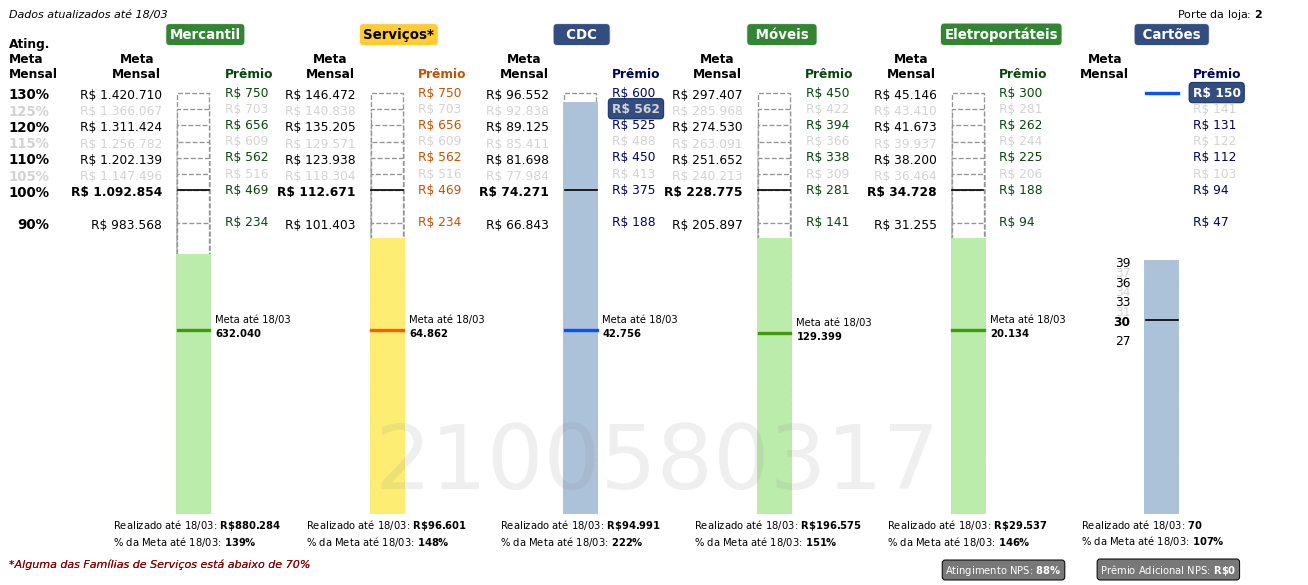 Dados atualizados até 18/03
Porte da loja: 2
Mercantil Serviços* CDC Móveis Eletroportáteis Cartões
Ating. Meta Mensal
Meta Mensal Prêmio Meta Mensal Prêmio Meta Mensal Prêmio Meta Mensal Prêmio Meta Mensal Prêmio Meta Mensal Prêmio
130% R$ 1.420.710 R$ 750 R$ 146.472 R$ 750 R$ 96.552 R$ 600 R$ 297.407 R$ 450 R$ 45.146 R$ 300 R$ 150
125% R$ 1.366.067 R$ 703 R$ 140.838 R$ 703 R$ 92.838 R$ 562 R$ 285.968 R$ 422 R$ 43.410 R$ 281 R$ 141
120% R$ 1.311.424 R$ 656 R$ 135.205 R$ 656 R$ 89.125 R$ 525 R$ 274.530 R$ 394 R$ 41.673 R$ 262 R$ 131
115% R$ 1.256.782 R$ 609 R$ 129.571 R$ 609 R$ 85.411 R$ 488 R$ 263.091 R$ 366 R$ 39.937 R$ 244 R$ 122
110% R$ 1.202.139 R$ 562 R$ 123.938 R$ 562 R$ 81.698 R$ 450 R$ 251.652 R$ 338 R$ 38.200 R$ 225 R$ 112
105% R$ 1.147.496 R$ 516 R$ 118.304 R$ 516 R$ 77.984 R$ 413 R$ 240.213 R$ 309 R$ 36.464 R$ 206 R$ 103
100% R$ 1.092.854 R$ 469 R$ 112.671 R$ 469 R$ 74.271 R$ 375 R$ 228.775 R$ 281 R$ 34.728 R$ 188 R$ 94
90% R$ 983.568 R$ 234 R$ 101.403 R$ 234 R$ 66.843 R$ 188 R$ 205.897 R$ 141 R$ 31.255 R$ 94 R$ 47
39
36
33
30
27
Meta até 18/03 Meta até 18/03 Meta até 18/03 Meta até 18/03 Meta até 18/03
632.040 64.862 42.756 129.399 20.134
2100580317
Realizado até 18/03: R$880.284 Realizado até 18/03: R$96.601 Realizado até 18/03: R$94.991 Realizado até 18/03: R$196.575 Realizado até 18/03: R$29.537 Realizado até 18/03: 70
% da Meta até 18/03: 139% % da Meta até 18/03: 148% % da Meta até 18/03: 222% % da Meta até 18/03: 151% % da Meta até 18/03: 146% % da Meta até 18/03: 107%
*Alguma das Famílias de Serviços está abaixo de 70%
Atingimento NPS: 88% Prêmio Adicional NPS: R$0